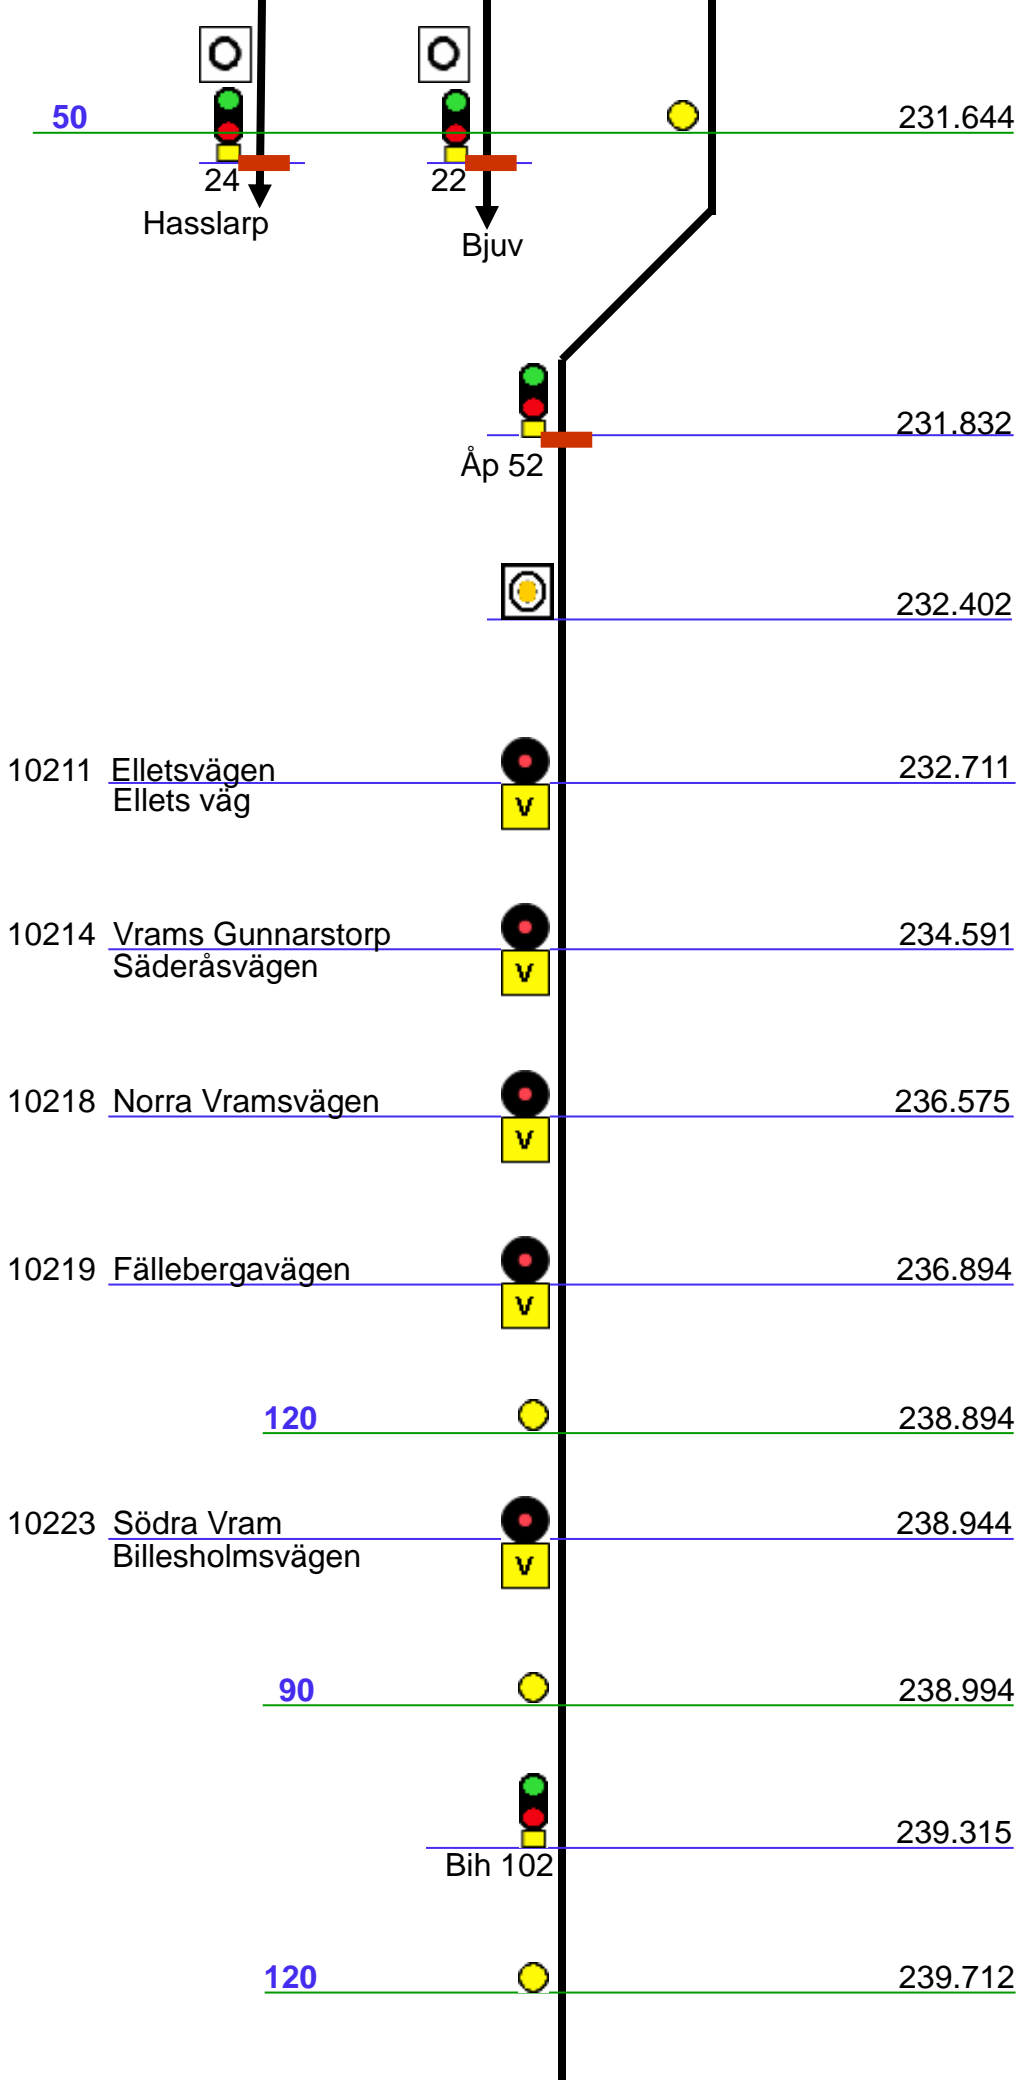 50 231.644
24 22
Hasslarp
Bjuv
231.832
Åp 52
232.402
10211 Elletsvägen 232.711
Ellets väg
V
10214 Vrams Gunnarstorp 234.591
Säderåsvägen V
10218 Norra Vramsvägen 236.575
V
10219 Fällebergavägen 236.894
V
120 238.894
10223 Södra Vram 238.944
Billesholmsvägen V
90 238.994
239.315
Bih 102
120 239.712